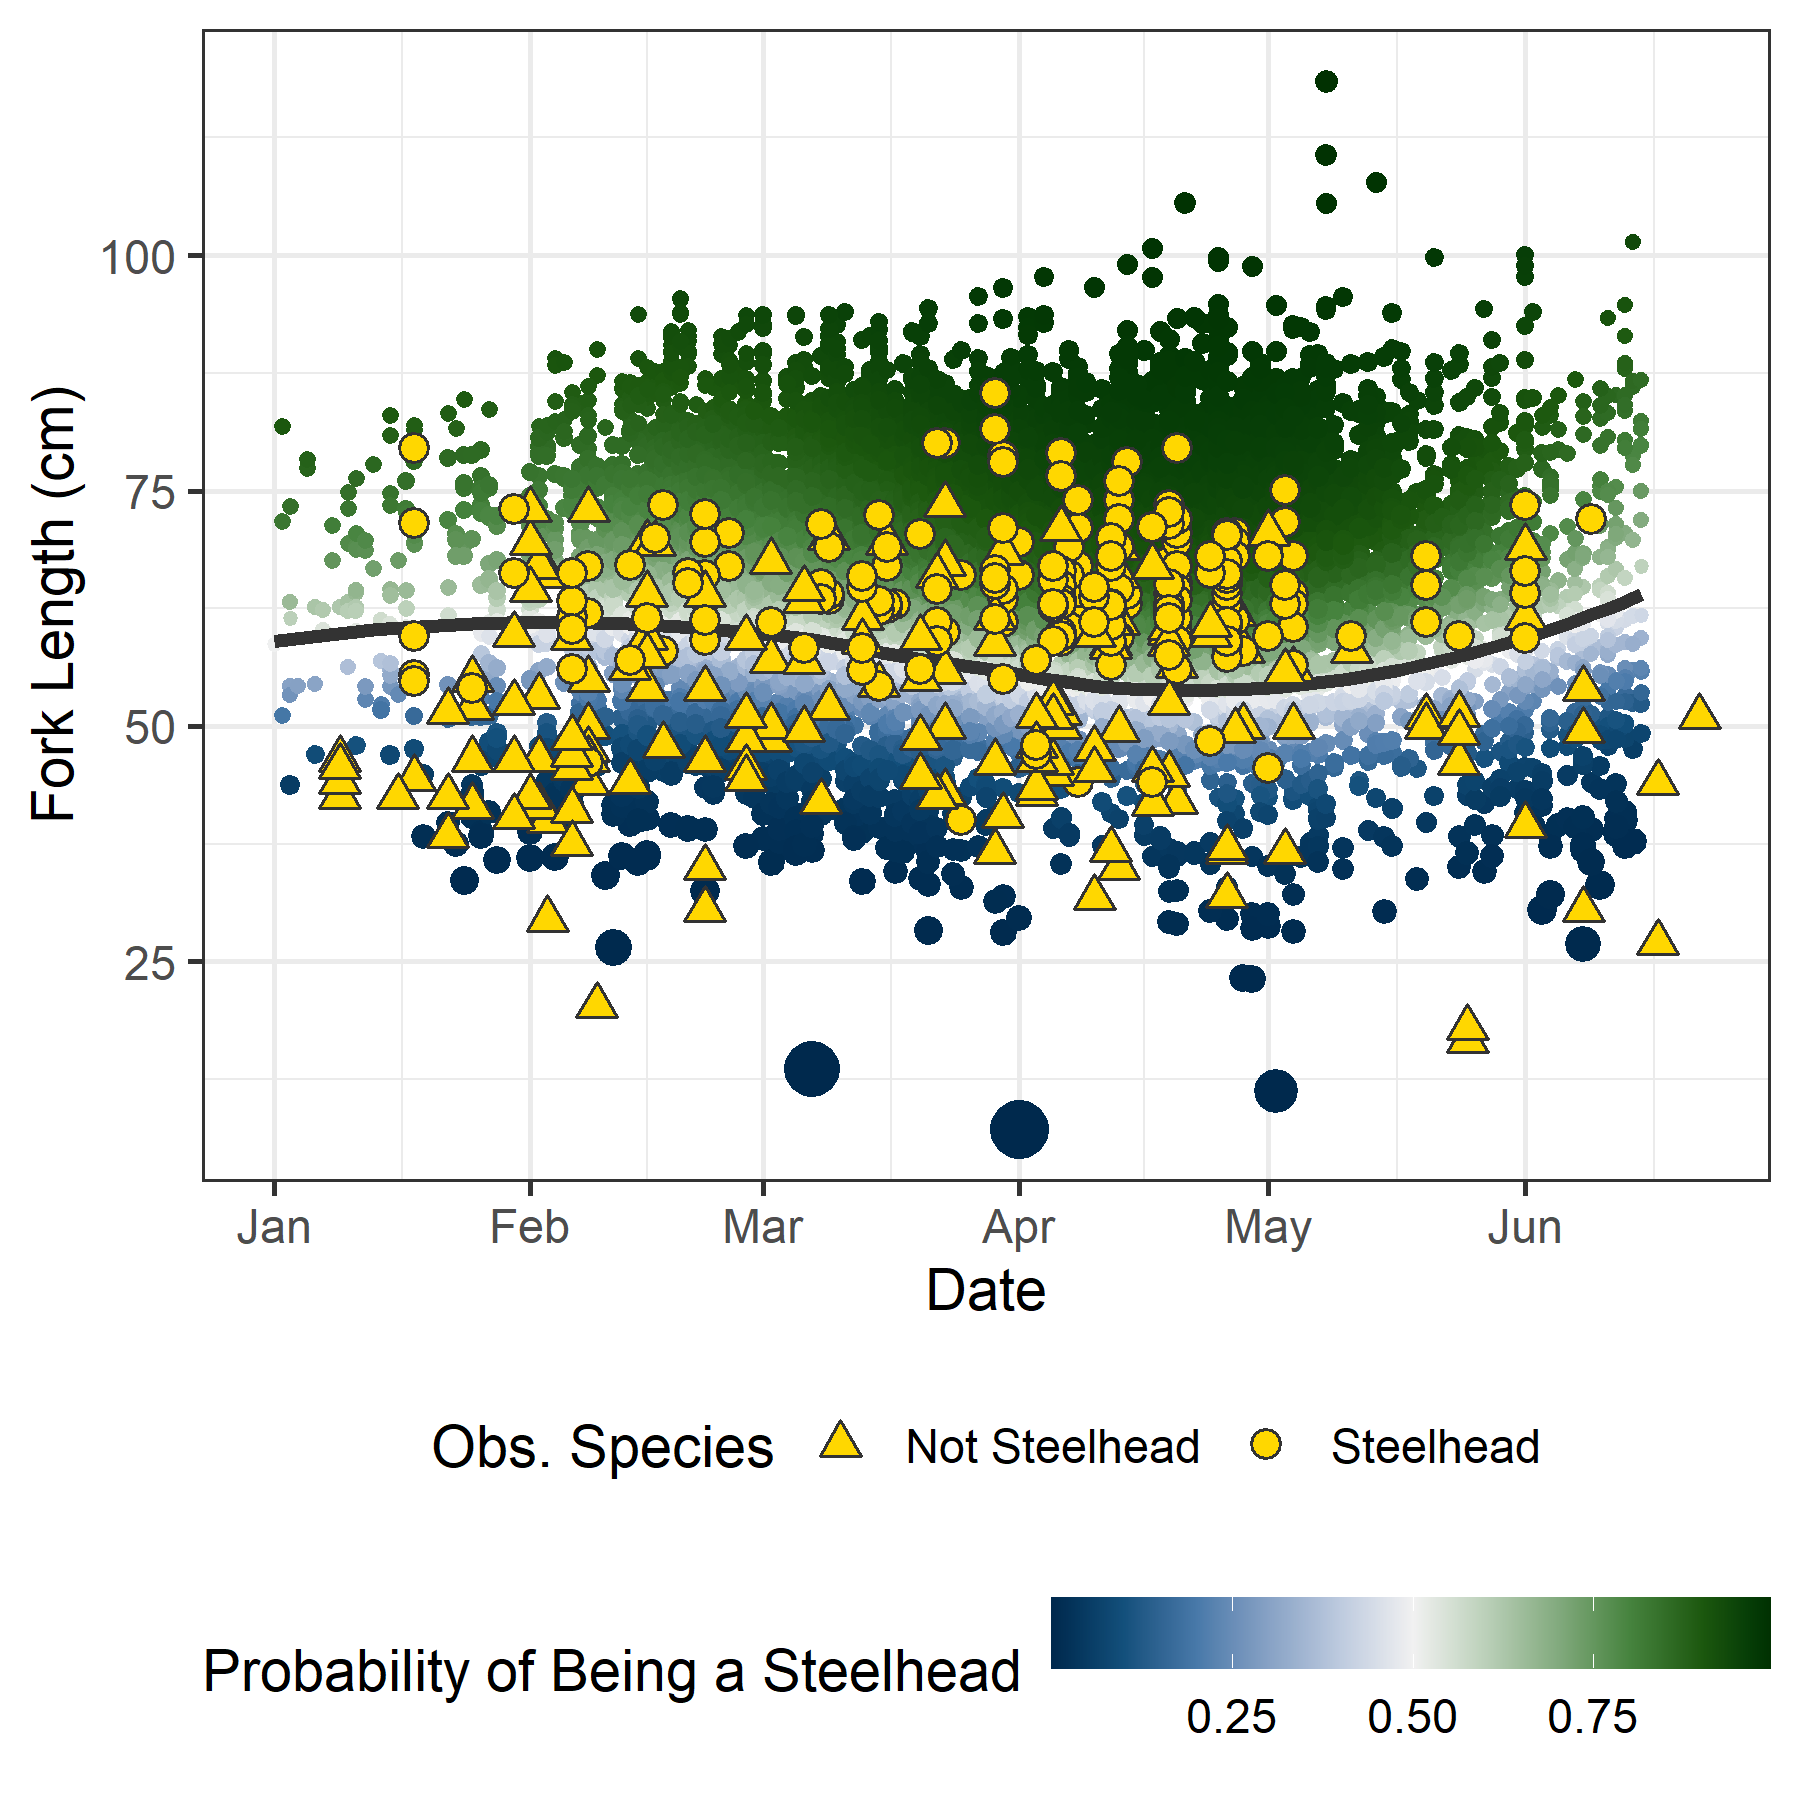 Fork Length (cm)
100
75
50
25
Jan Feb Mar Apr May Jun
Date
Obs. Species Not Steelhead Steelhead
Probability of Being a Steelhead
0.25 0.50 0.75